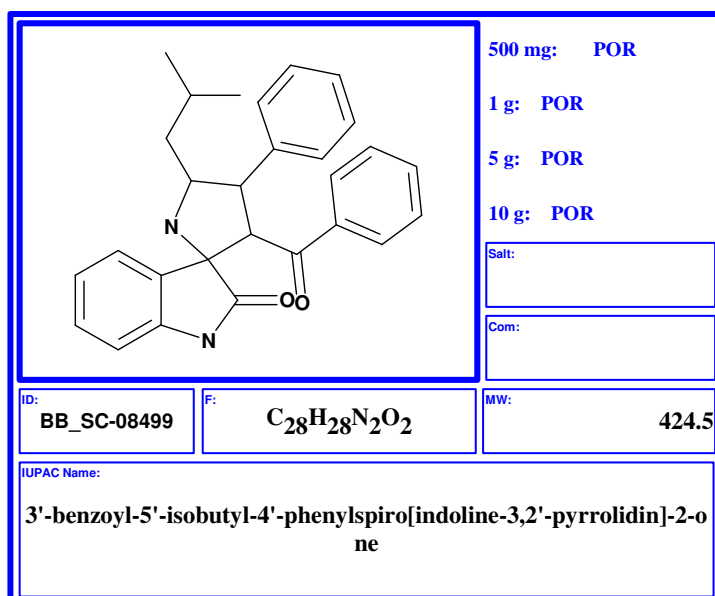 500 mg: POR
1 g: POR
5 g: POR
10 g: POR
N
O
O
N
Salt:
Com:
ID:
BB_SC-08499
F:
C28H28N2O2
MW:
424.5
IUPAC Name:
3'-benzoyl-5'-isobutyl-4'-phenylspiro[indoline-3,2'-pyrrolidin]-2-o
ne